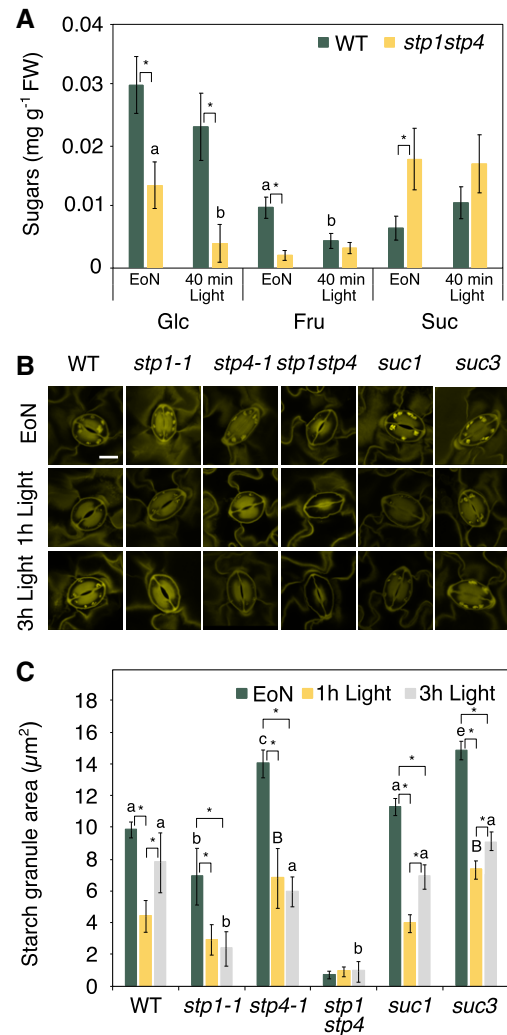 A
0.04
WT stp1stp4
0.03
0.02
0.01
0
Sugars (mg g-1 FW)
* * * *
a b a b
EoN 40 min Light EoN 40 min Light EoN 40 min Light
Glc Fru Suc
B
WT stp1-1 stp4-1 stp1stp4 suc1 suc3
EoN
1h Light
3h Light
C
EoN 1h Light 3h Light
18
16
14
12
10
8
6
4
2
0
Starch granule area (µm2)
a * * a
b * * b
c * * B a
b
a * * * a
e * * B * a
WT stp1-1 stp4-1 stp1 stp4 suc1 suc3